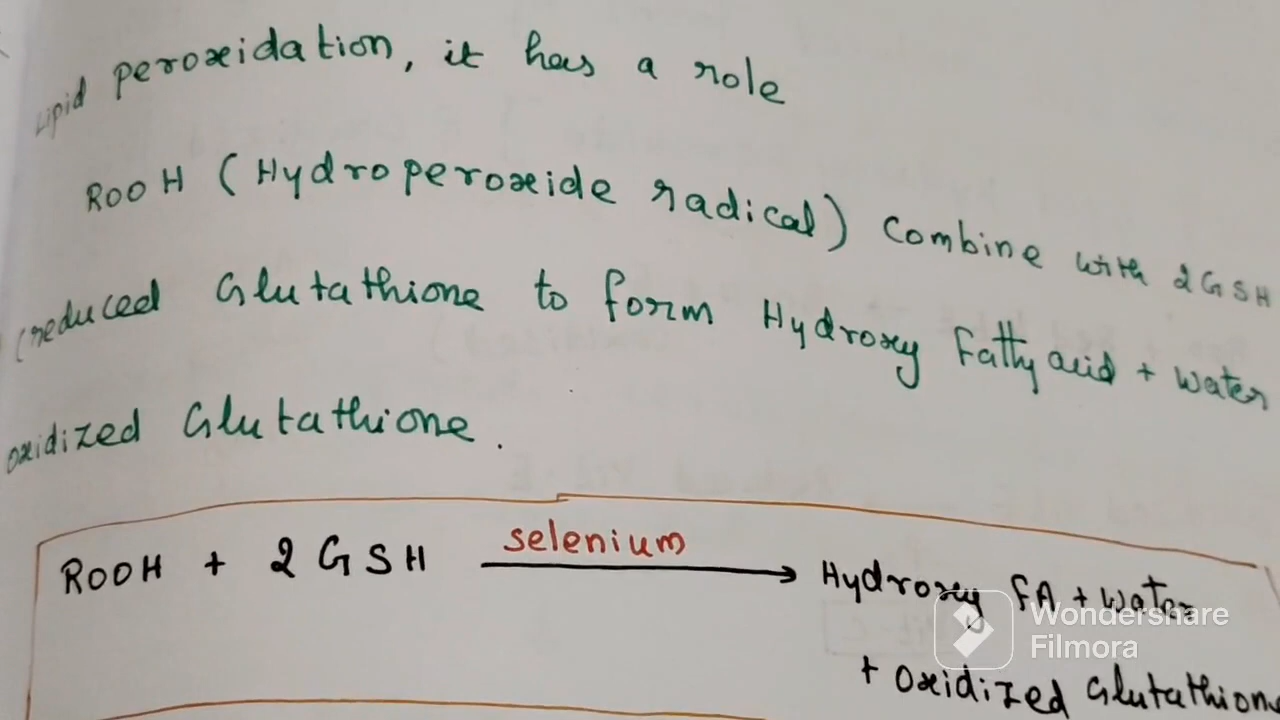 Lipid peroxidation, it has a role
ROOH (Hydroperoxide radical) combine with 2GSH
(reduced Glutathione to form Hydroxy Fatty acid + water
oxidized Glutathione.
selenium
ROOH + 2GSH → Hydroxy FA + water
+ oxidized Glutathione
Wondershare
Filmora